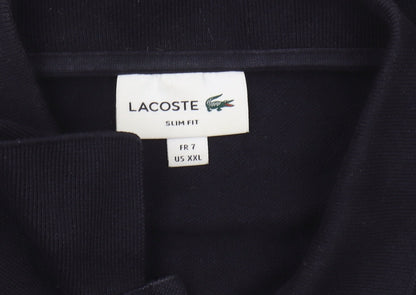 LACOSTE
SLIM FIT
FR 7
US XXL